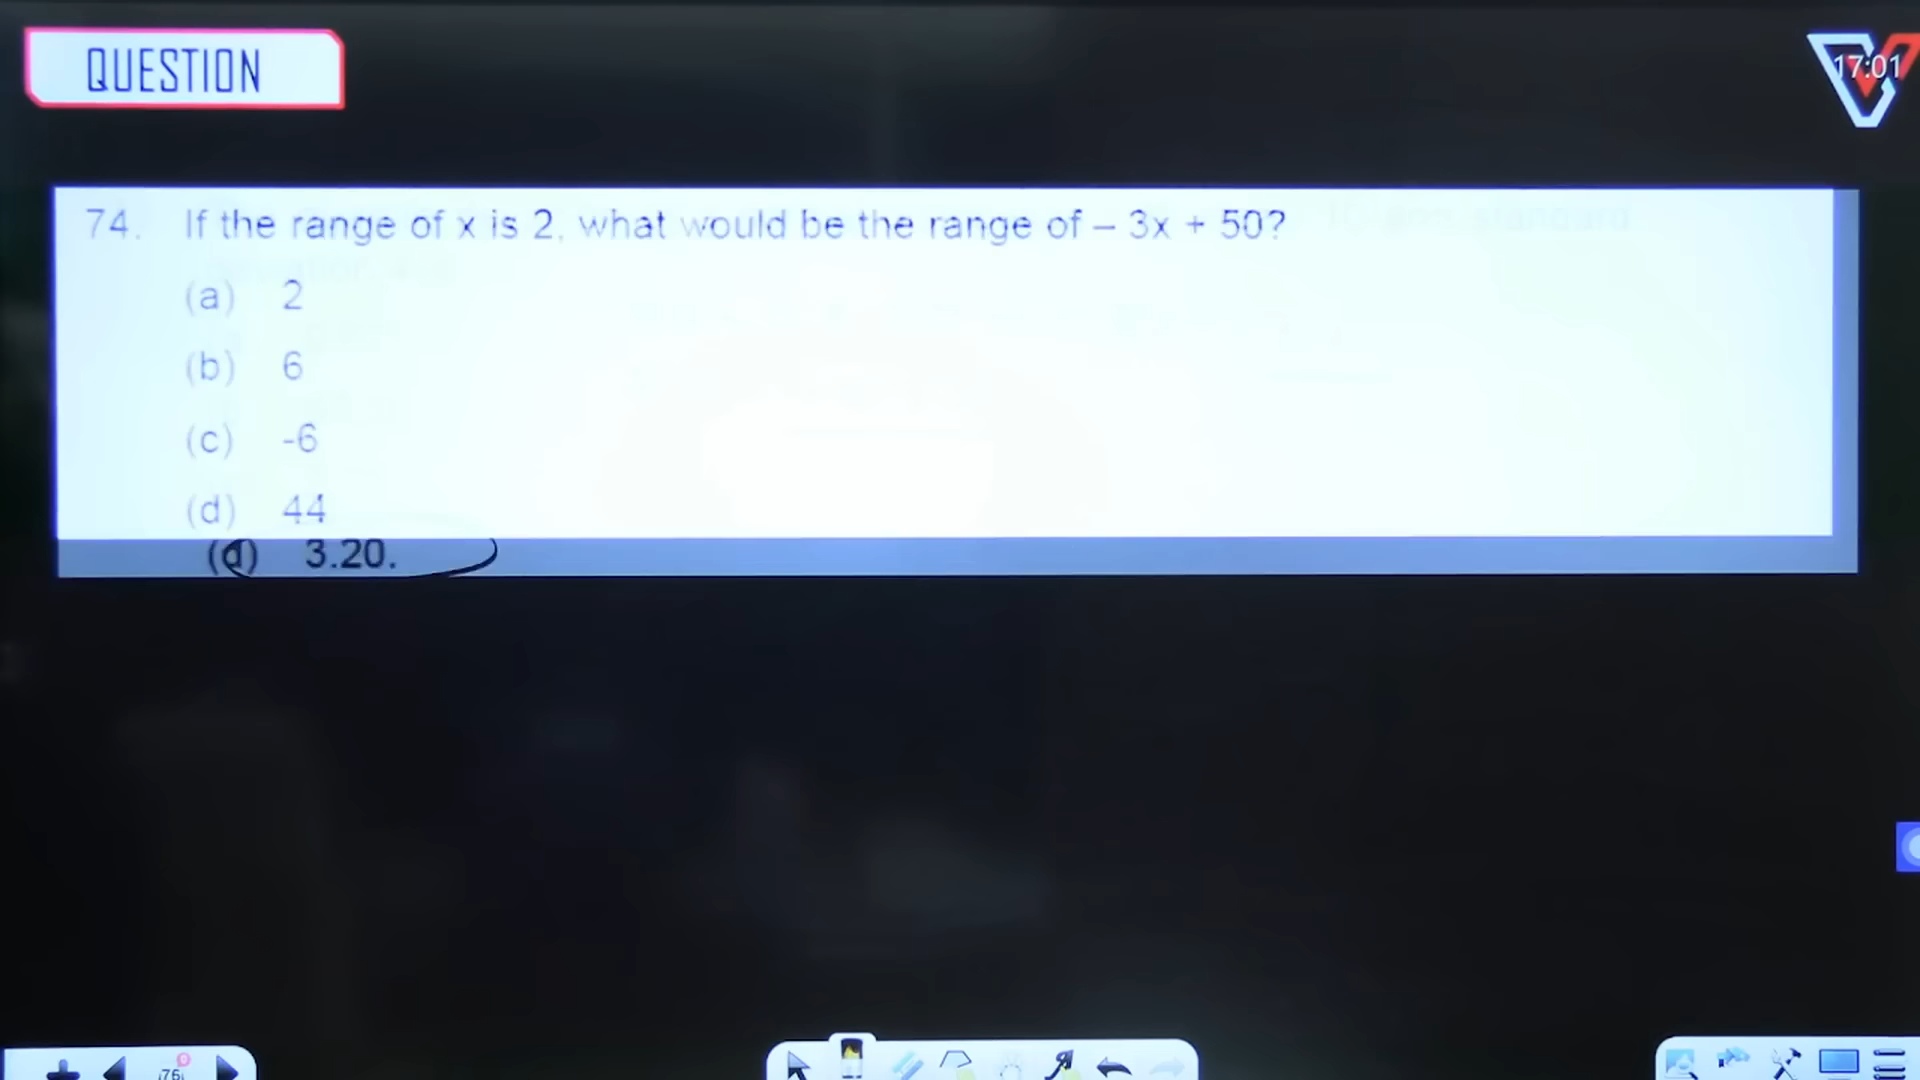 QUESTION
17:01
74. If the range of x is 2, what would be the range of – 3x + 50?
(a) 2
(b) 6
(c) -6
(d) 44
(d) 3.20.